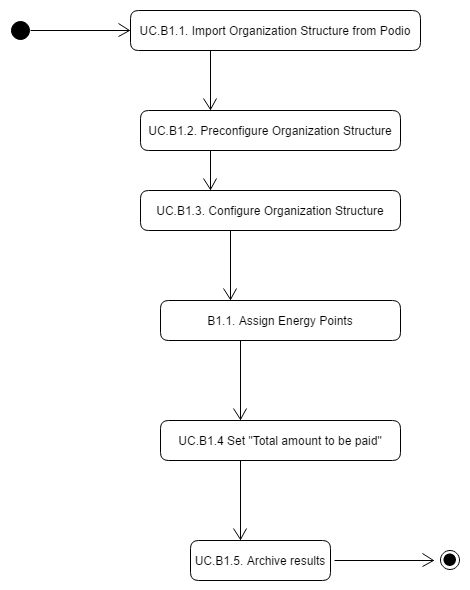 UC.B1.1. Import Organization Structure from Podio
UC.B1.2. Preconfigure Organization Structure
UC.B1.3. Configure Organization Structure
B1.1. Assign Energy Points
UC.B1.4 Set "Total amount to be paid"
UC.B1.5. Archive results